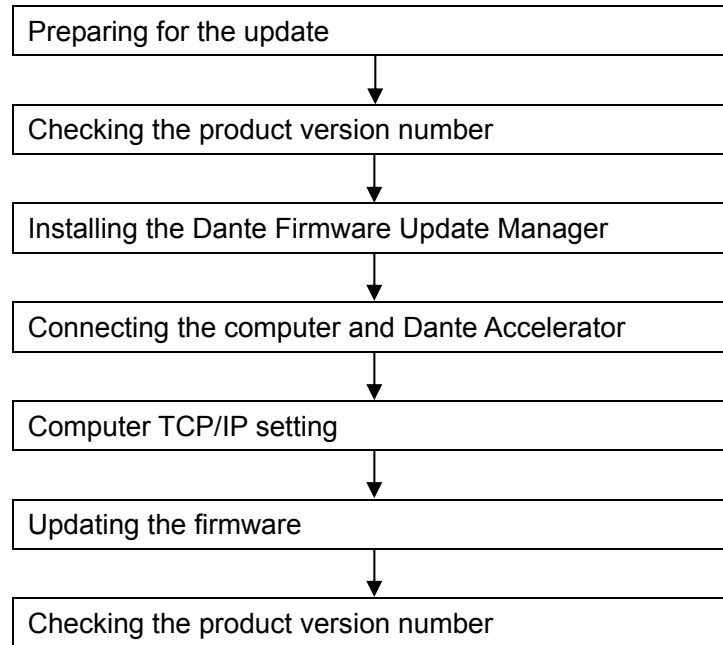 Preparing for the update
Checking the product version number
Installing the Dante Firmware Update Manager
Connecting the computer and Dante Accelerator
Computer TCP/IP setting
Updating the firmware
Checking the product version number